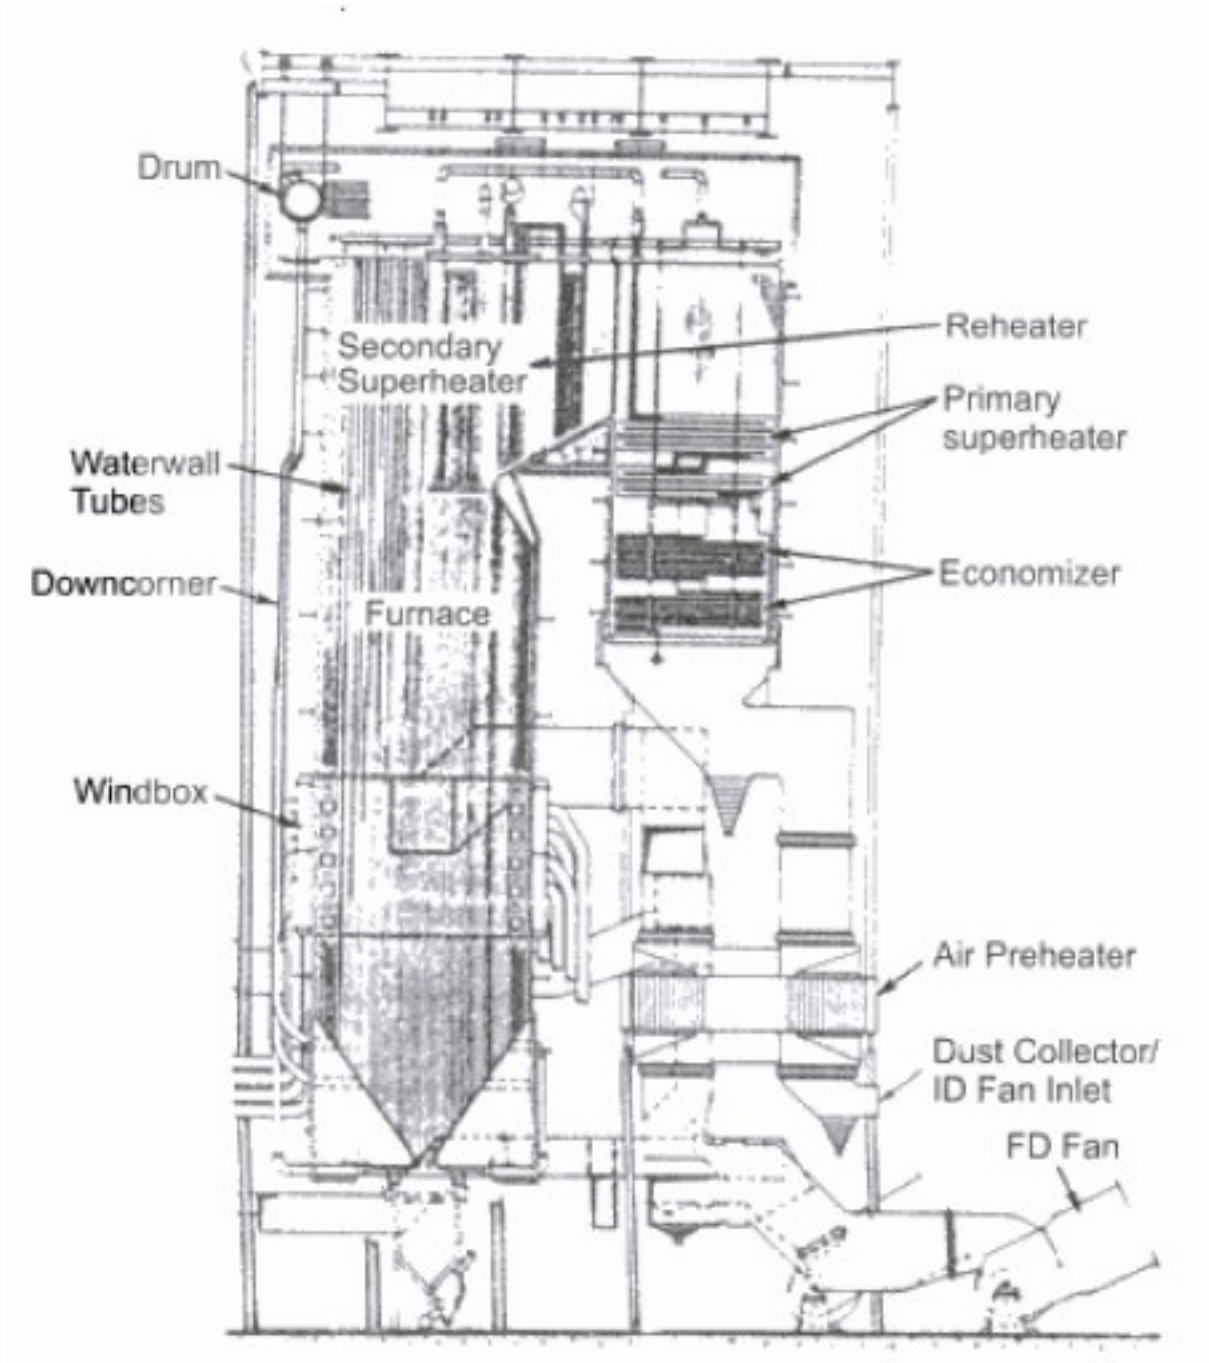 Drum
Reheater
Secondary
Superheater
Primary
superheater
Waterwall
Tubes
Economizer
Downcorner
Furnace
Windbox
Air Preheater
Dust Collector/
ID Fan Inlet
FD Fan